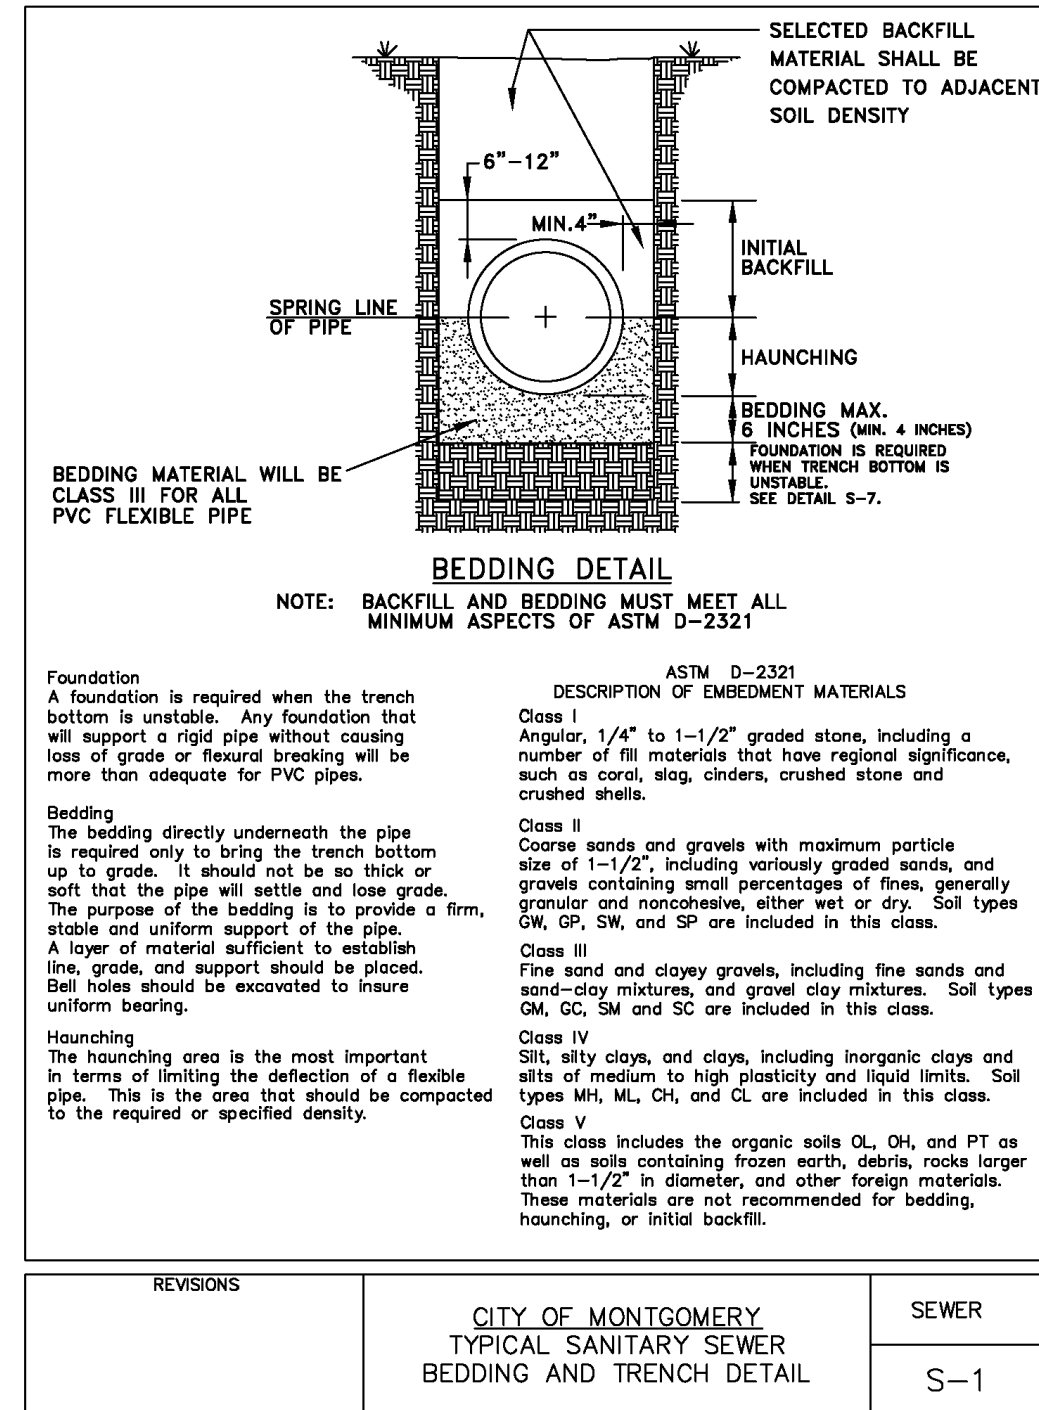 SELECTED BACKFILL
MATERIAL SHALL BE
COMPACTED TO ADJACENT
SOIL DENSITY
6"-12"
MIN.4"
INITIAL
BACKFILL
SPRING LINE
OF PIPE
HAUNCHING
BEDDING MAX.
6 INCHES (MIN. 4 INCHES)
FOUNDATION IS REQUIRED
WHEN TRENCH BOTTOM IS
UNSTABLE.
SEE DETAIL S-7.
BEDDING MATERIAL WILL BE
CLASS III FOR ALL
PVC FLEXIBLE PIPE
BEDDING DETAIL
NOTE: BACKFILL AND BEDDING MUST MEET ALL
MINIMUM ASPECTS OF ASTM D-2321
Foundation
A foundation is required when the trench
bottom is unstable. Any foundation that
will support a rigid pipe without causing
loss of grade or flexural breaking will be
more than adequate for PVC pipes.
Bedding
The bedding directly underneath the pipe
is required only to bring the trench bottom
up to grade. It should not be so thick or
soft that the pipe will settle and lose grade.
The purpose of the bedding is to provide a firm,
stable and uniform support of the pipe.
A layer of material sufficient to establish
line, grade, and support should be placed.
Bell holes should be excavated to insure
uniform bearing.
Haunching
The haunching area is the most important
in terms of limiting the deflection of a flexible
pipe. This is the area that should be compacted
to the required or specified density.
ASTM D-2321
DESCRIPTION OF EMBEDMENT MATERIALS
Class I
Angular, 1/4" to 1-1/2" graded stone, including a
number of fill materials that have regional significance,
such as coral, slag, cinders, crushed stone and
crushed shells.
Class II
Coarse sands and gravels with maximum particle
size of 1-1/2", including variously graded sands, and
gravels containing small percentages of fines, generally
granular and noncohesive, either wet or dry. Soil types
GW, GP, SW, and SP are included in this class.
Class III
Fine sand and clayey gravels, including fine sands and
sand-clay mixtures, and gravel clay mixtures. Soil types
GM, GC, SM and SC are included in this class.
Class IV
Silt, silty clays, and clays, including inorganic clays and
silts of medium to high plasticity and liquid limits. Soil
types MH, ML, CH, and CL are included in this class.
Class V
This class includes the organic soils OL, OH, and PT as
well as soils containing frozen earth, debris, rocks larger
than 1-1/2" in diameter, and other foreign materials.
These materials are not recommended for bedding,
haunching, or initial backfill.
REVISIONS
CITY OF MONTGOMERY
TYPICAL SANITARY SEWER
BEDDING AND TRENCH DETAIL
SEWER
S-1